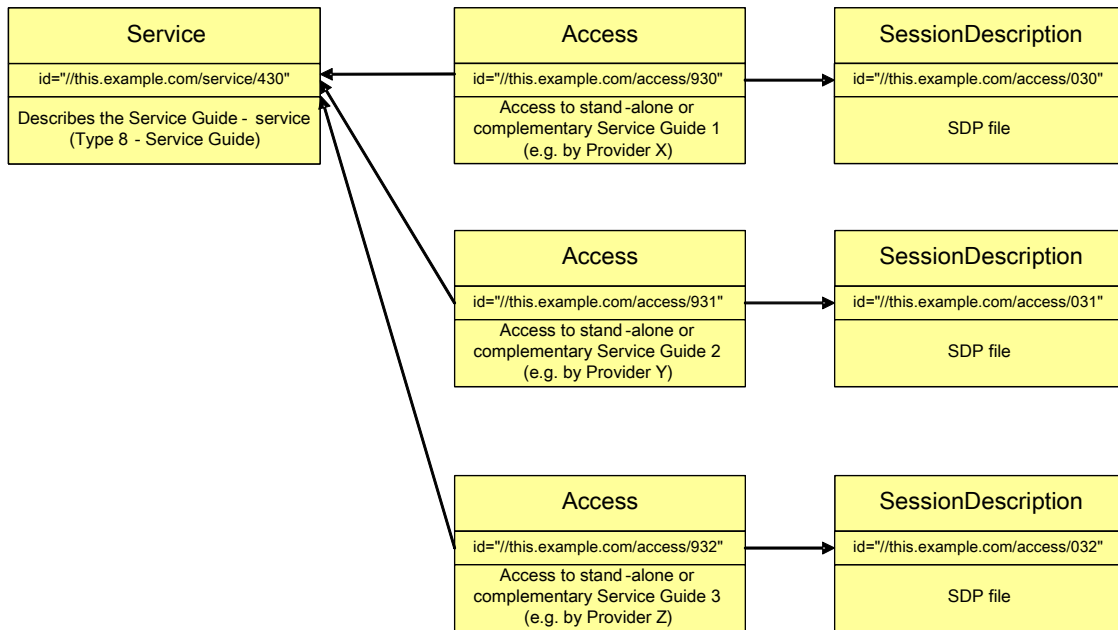 Service
id="//this.example.com/service/430"
Describes the Service Guide - service
(Type 8 - Service Guide)
Access
id="//this.example.com/access/930"
Access to stand-alone or
complementary Service Guide 1
(e.g. by Provider X)
SessionDescription
id="//this.example.com/access/030"
SDP file
Access
id="//this.example.com/access/931"
Access to stand-alone or
complementary Service Guide 2
(e.g. by Provider Y)
SessionDescription
id="//this.example.com/access/031"
SDP file
Access
id="//this.example.com/access/932"
Access to stand-alone or
complementary Service Guide 3
(e.g. by Provider Z)
SessionDescription
id="//this.example.com/access/032"
SDP file